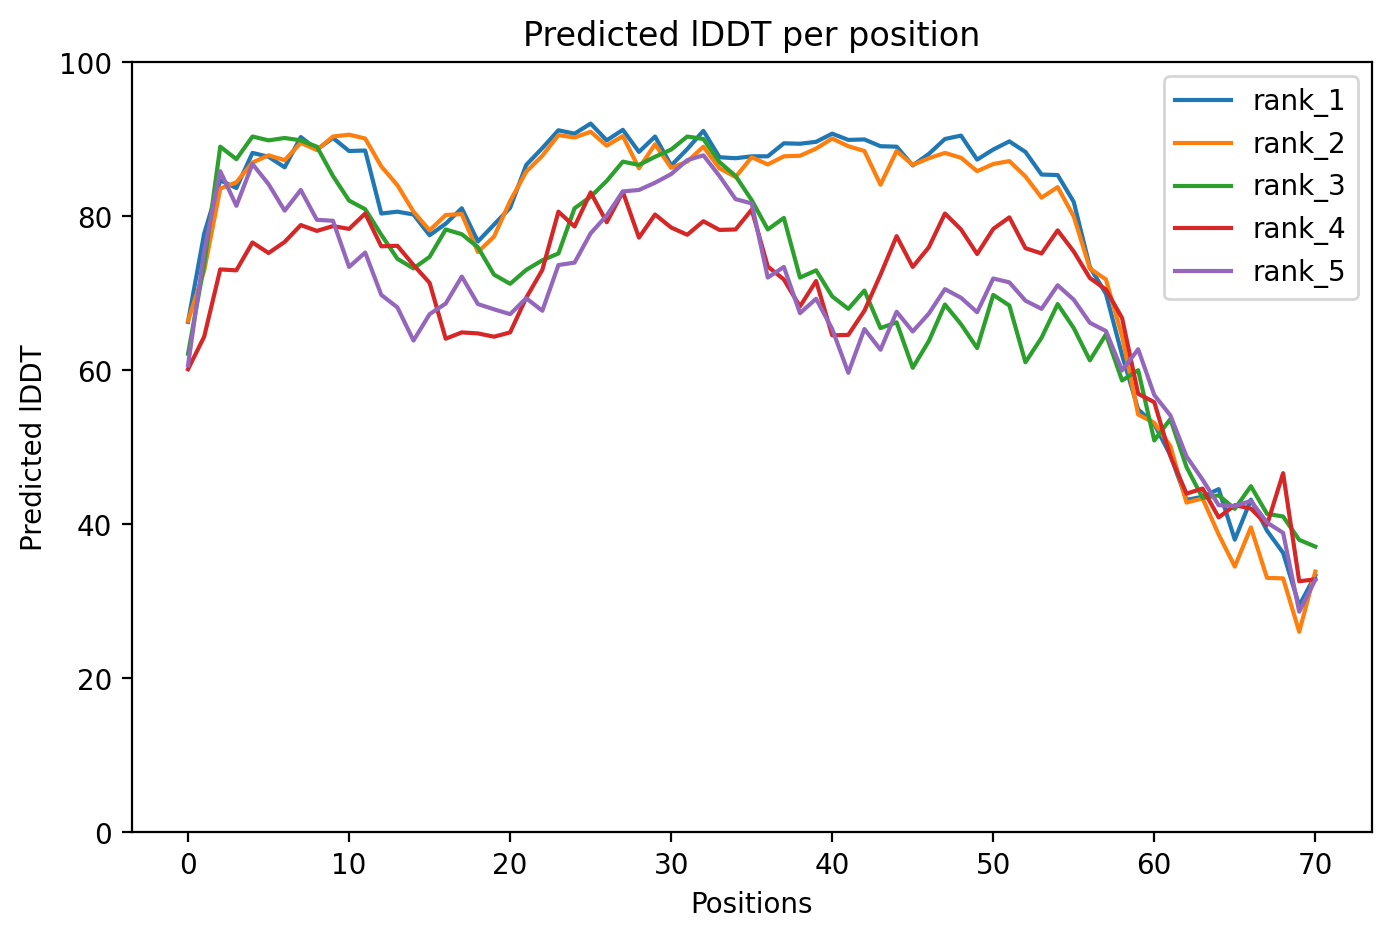 Predicted lDDT per position
100
80
60
40
20
0
Predicted lDDT
0 10 20 30 40 50 60 70
Positions
rank_1
rank_2
rank_3
rank_4
rank_5